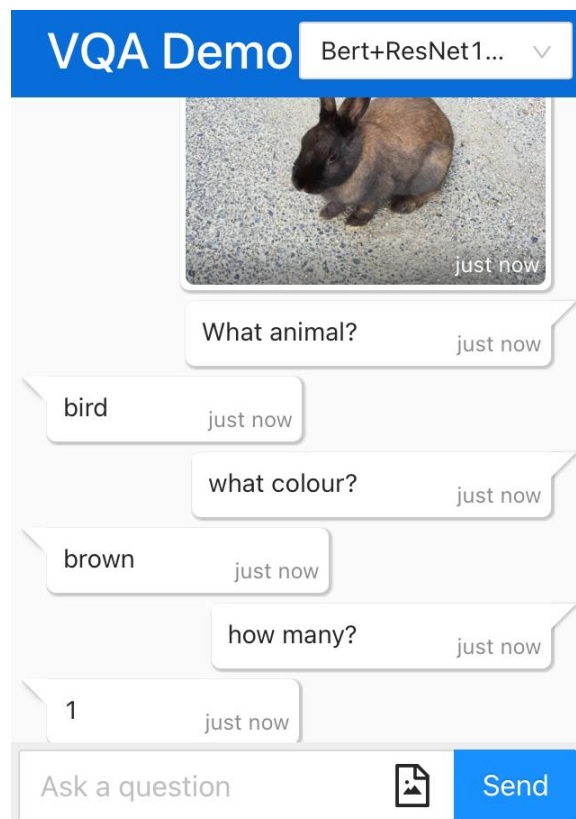 VQA Demo Bert+ResNet1...
just now
What animal? just now
bird just now
what colour? just now
brown just now
how many? just now
1 just now
Ask a question Send